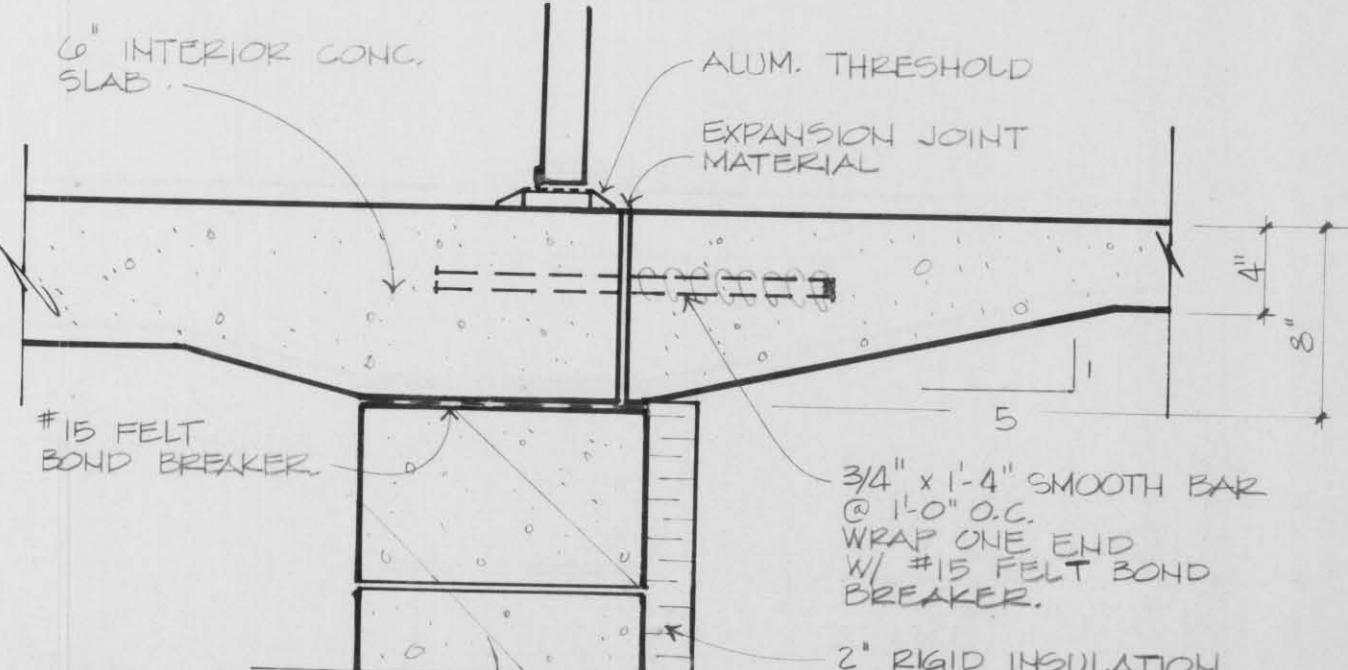 6" INTERIOR CONC.
SLAB
ALUM. THRESHOLD
EXPANSION JOINT
MATERIAL
4"
8"
1
5
#15 FELT
BOND BREAKER.
3/4" x 1'-4" SMOOTH BAR
@ 1'-0" O.C.
WRAP ONE END
W/ #15 FELT BOND
BREAKER.
2" RIGID INSULATION